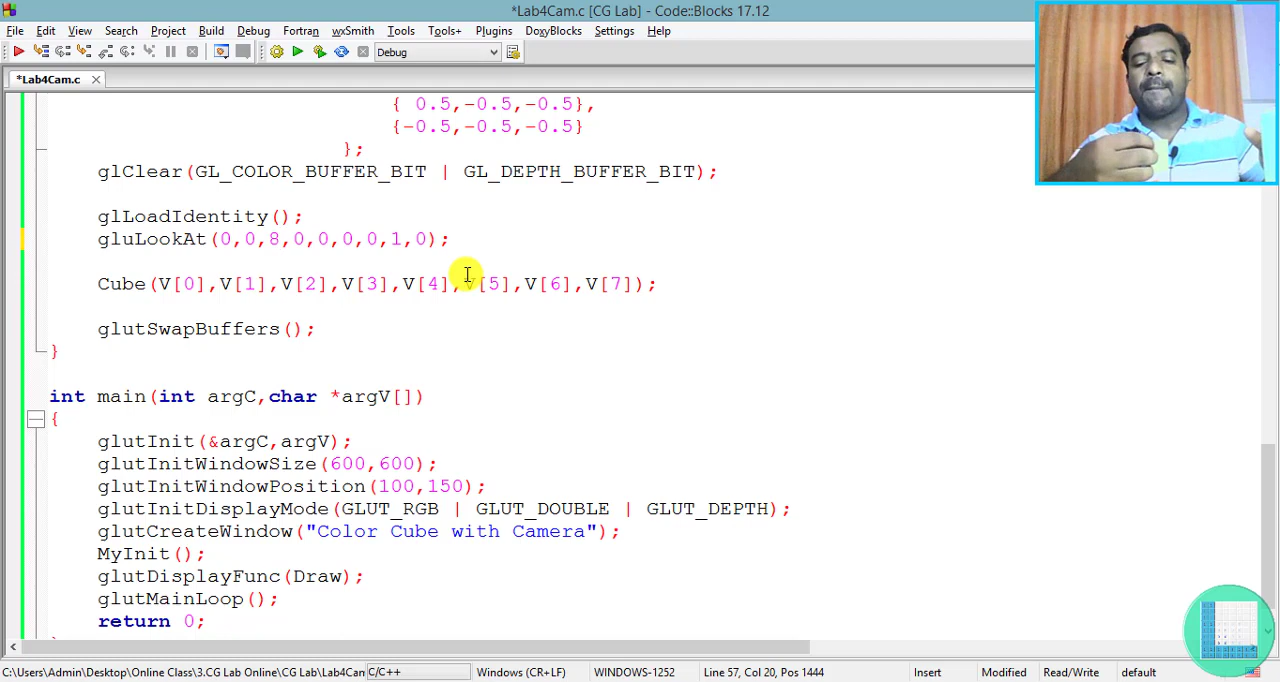 *Lab4Cam.c [CG Lab] - Code::Blocks 17.12
File Edit View Search Project Build Debug Fortran wxSmith Tools Tools+ Plugins DoxyBlocks Settings Help
Debug
*Lab4Cam.c
{ 0.5,-0.5,-0.5},
{-0.5,-0.5,-0.5}
};
glClear(GL_COLOR_BUFFER_BIT | GL_DEPTH_BUFFER_BIT);
glLoadIdentity();
gluLookAt(0,0,8,0,0,0,0,1,0);
Cube(V[0],V[1],V[2],V[3],V[4],V[5],V[6],V[7]);
glutSwapBuffers();
}
int main(int argC,char *argV[])
{
glutInit(&argC,argV);
glutInitWindowSize(600,600);
glutInitWindowPosition(100,150);
glutInitDisplayMode(GLUT_RGB | GLUT_DOUBLE | GLUT_DEPTH);
glutCreateWindow("Color Cube with Camera");
MyInit();
glutDisplayFunc(Draw);
glutMainLoop();
return 0;
C:\Users\Admin\Desktop\Online Class\3.CG Lab Online\CG Lab\Lab4Cam C/C++ Windows (CR+LF) WINDOWS-1252 Line 57, Col 20, Pos 1444 Insert Modified Read/Write default